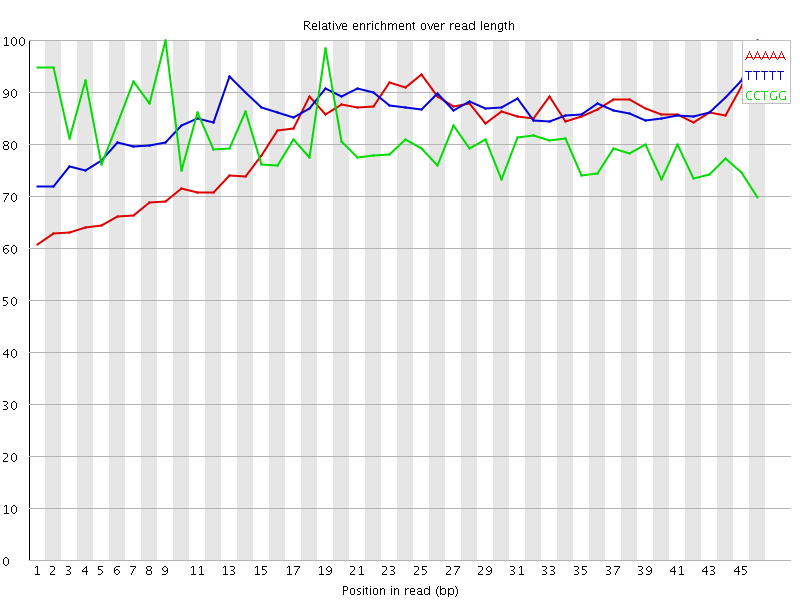 Relative enrichment over read length
100
90
80
70
60
50
40
30
20
10
0
AAAAA
TTTTT
CCTGG
1 2 3 4 5 6 7 8 9 11 13 15 17 19 21 23 25 27 29 31 33 35 37 39 41 43 45
Position in read (bp)